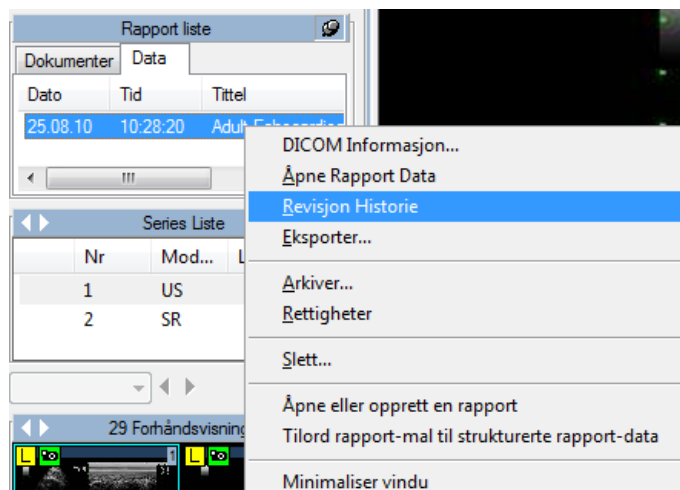 Rapport liste
Dokumenter Data
Dato Tid Tittel
25.08.10 10:28:20 Adult
DICOM Informasjon...
Åpne Rapport Data
Revisjon Historie
Eksporter...
Arkiver...
Rettigheter
Slett...
Åpne eller opprett en rapport
Tilord rapport-mal til strukturerte rapport-data
Minimaliser vindu
Series Liste
Nr Mod... L
1 US
2 SR
29 Forhåndsvisning
L 1 L